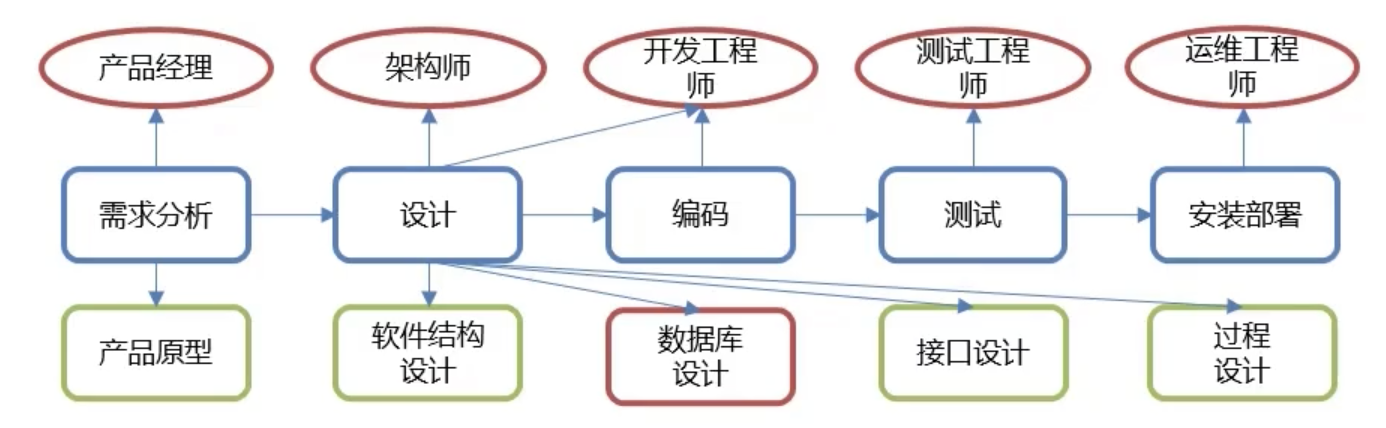 产品经理
架构师
开发工程
师
测试工程
师
运维工程
师
需求分析
设计
编码
测试
安装部署
产品原型
软件结构
设计
数据库
设计
接口设计
过程
设计